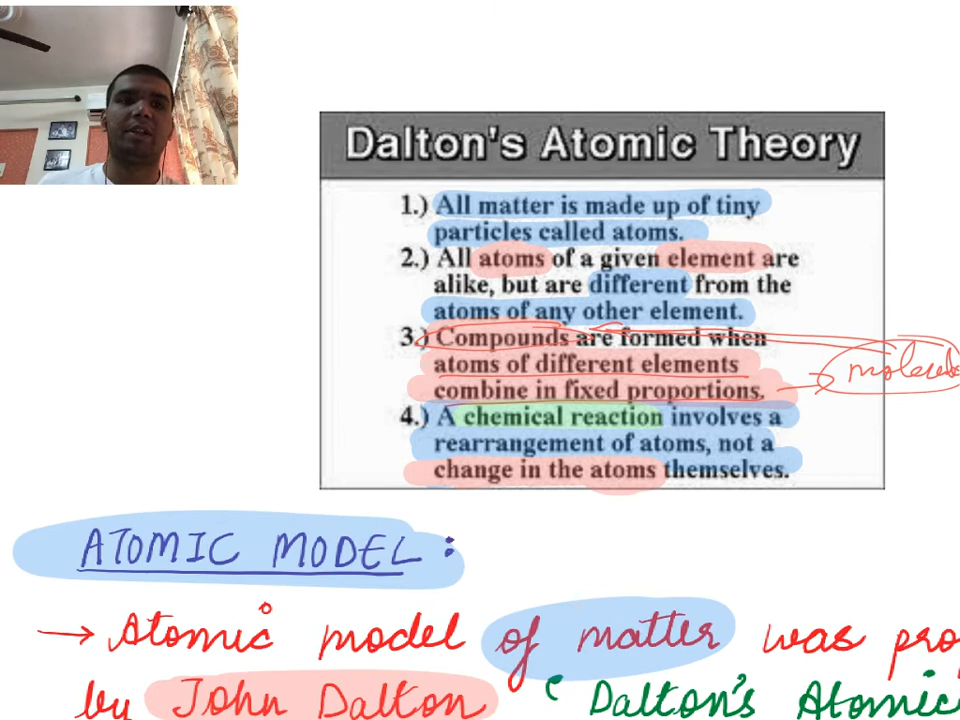 Dalton's Atomic Theory
1.) All matter is made up of tiny
particles called atoms.
2.) All atoms of a given element are
alike, but are different from the
atoms of any other element.
3.) Compounds are formed when
atoms of different elements
combine in fixed proportions.
4.) A chemical reaction involves a
rearrangement of atoms, not a
change in the atoms themselves.
ATOMIC MODEL :
→ Atomic model of matter was
by John Dalton ( Dalton's Atomic